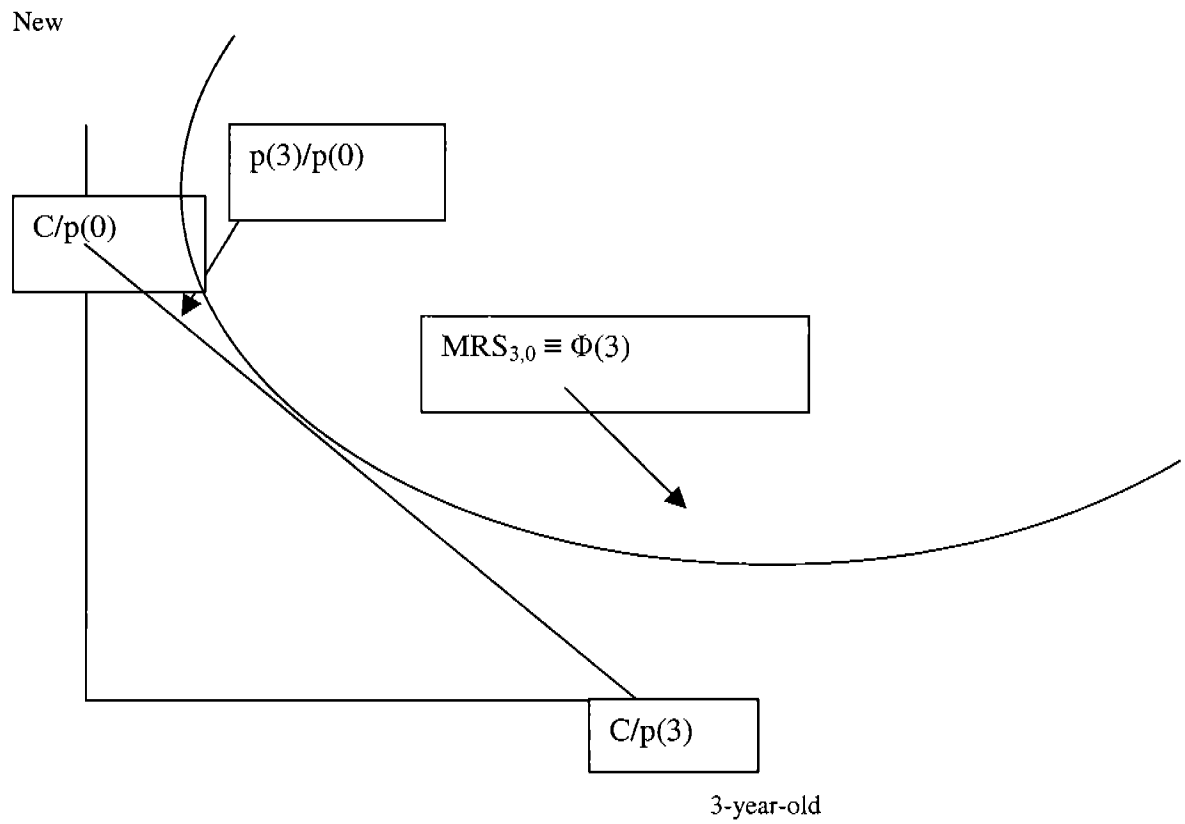 New
p(3)/p(0)
C/p(0)
MRS₃,₀ ≡ Φ(3)
C/p(3)
3-year-old